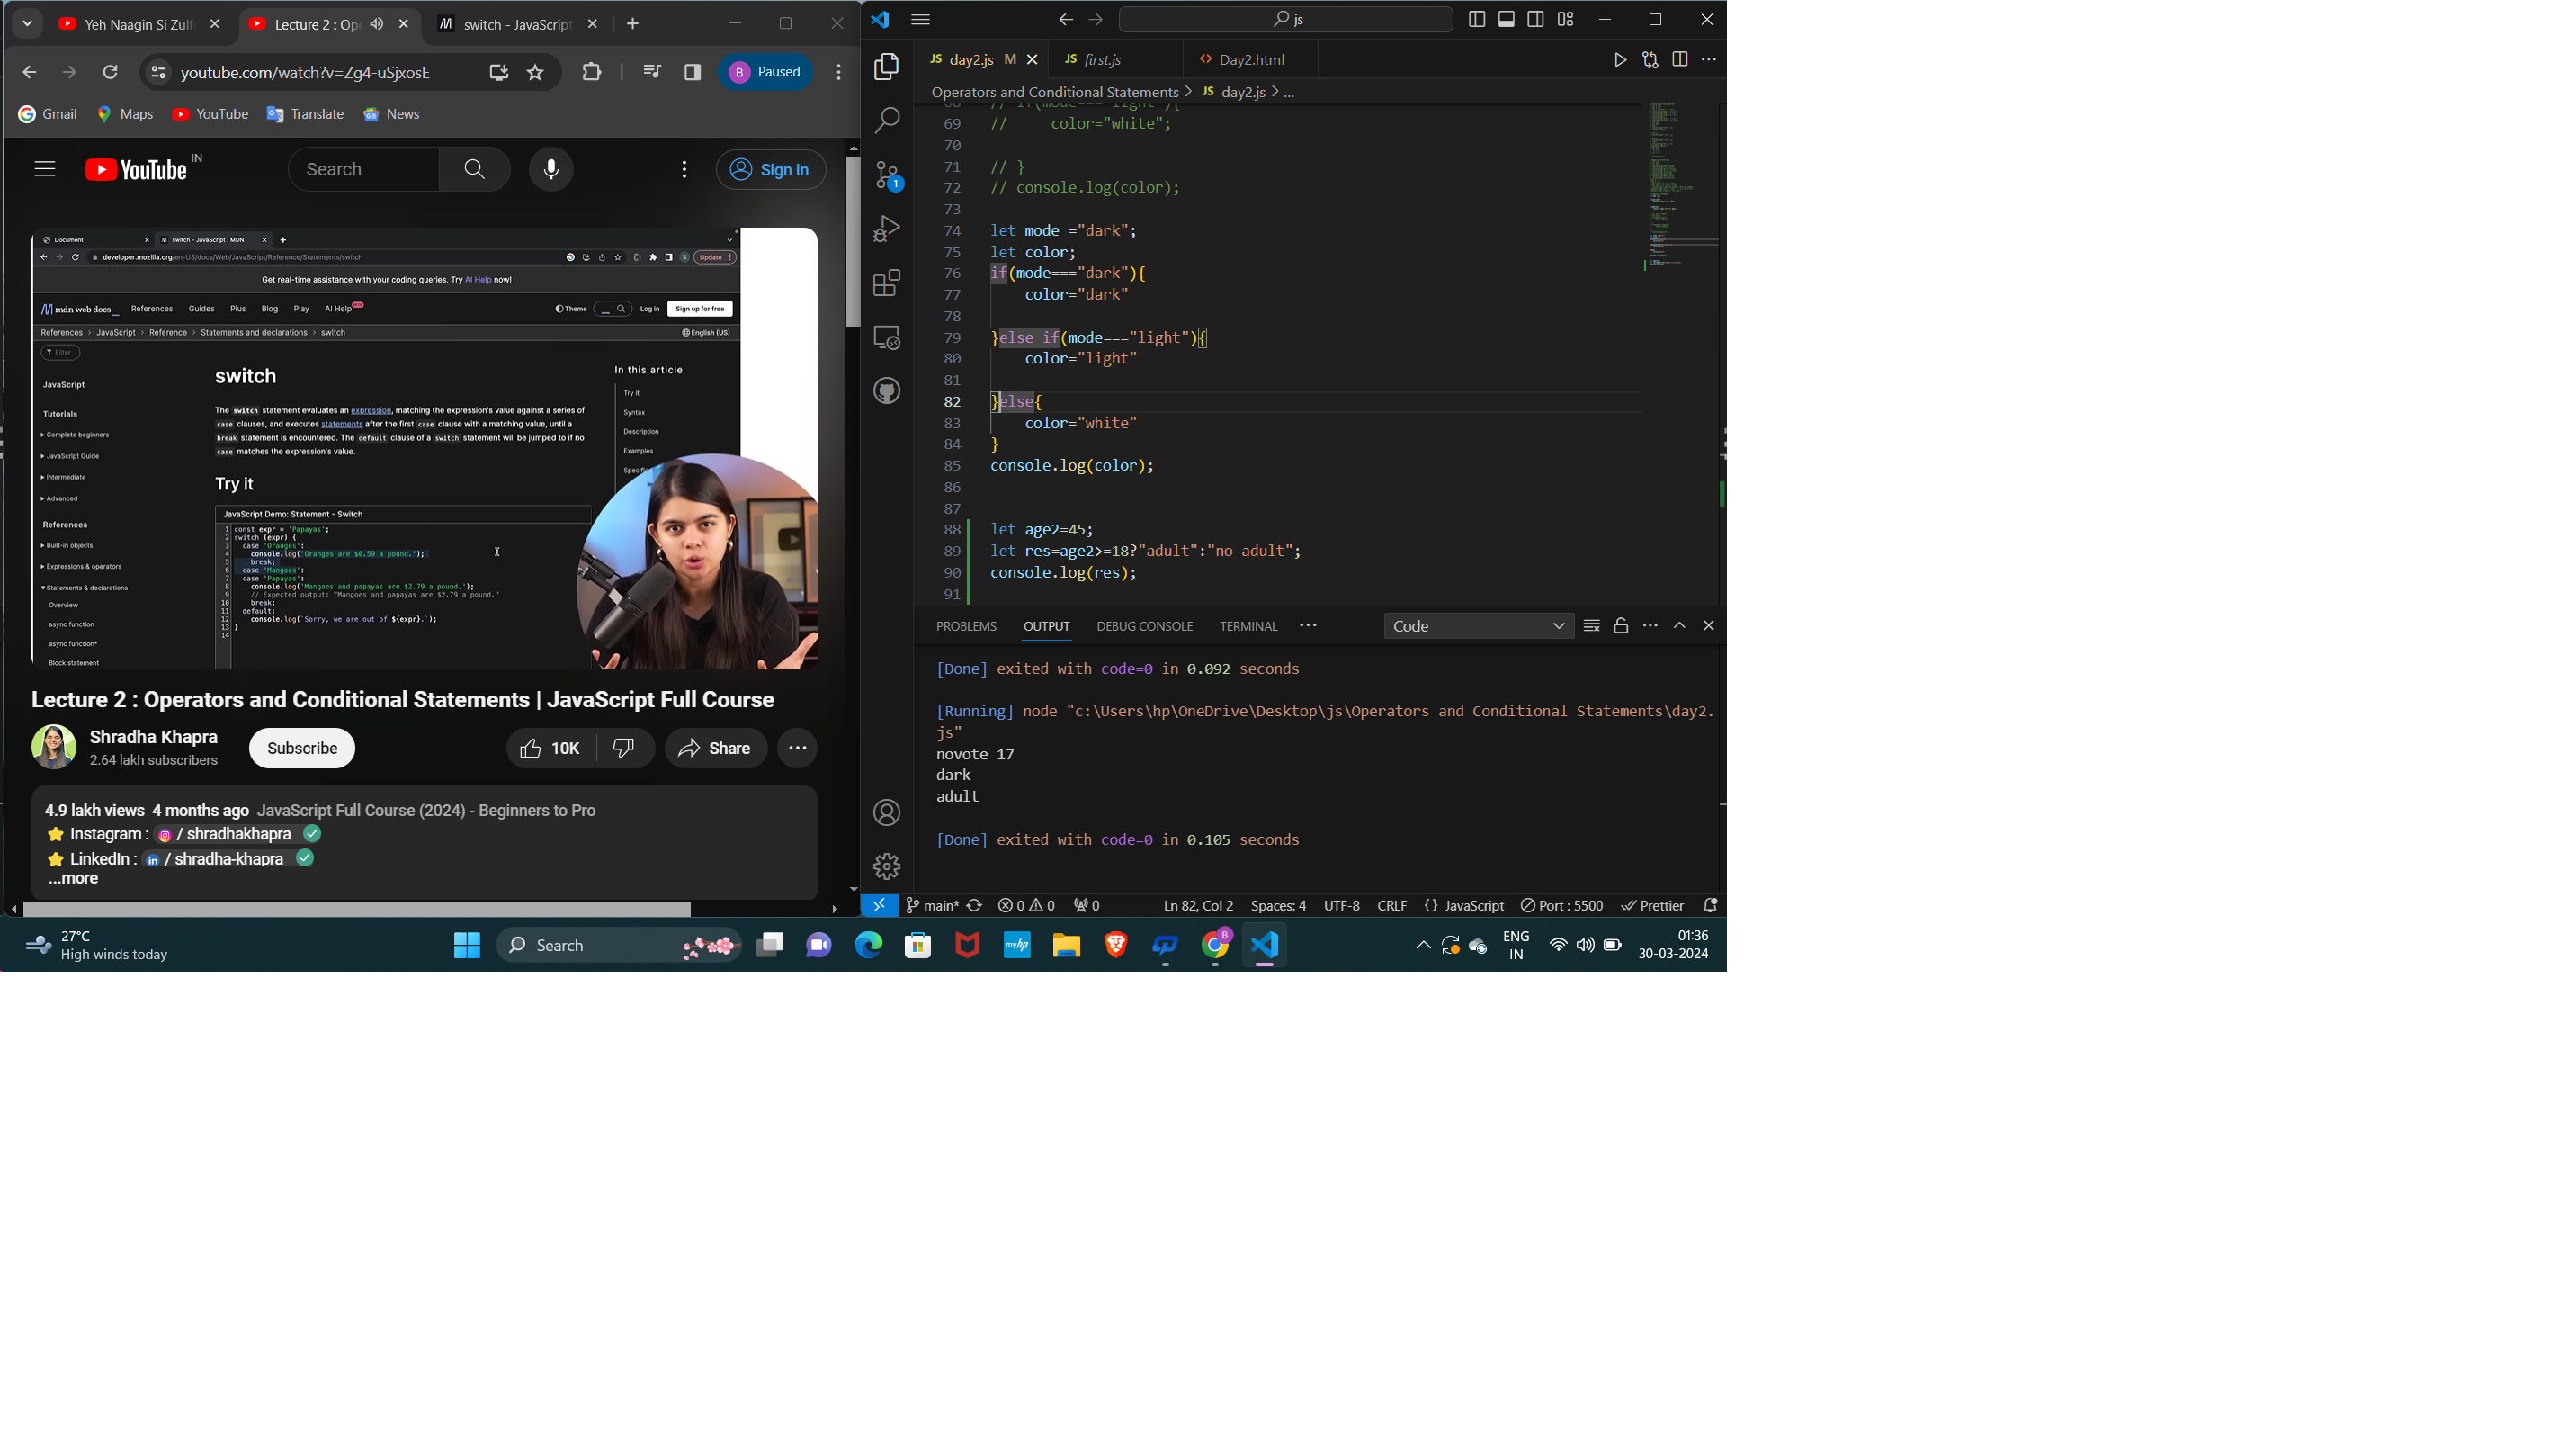 Yeh Naagin Si Zulf
Lecture 2 : Ope
switch - JavaScript
youtube.com/watch?v=Zg4-uSjxosE
B Paused
Gmail Maps YouTube Translate News
YouTube IN
Search
Sign in
Document
switch - JavaScript | MDN
developer.mozilla.org/en-US/docs/Web/JavaScript/Reference/Statements/switch
Update
Get real-time assistance with your coding queries. Try AI Help now!
mdn web docs_ References Guides Plus Blog Play AI Help BETA
Theme Log in Sign up for free
References > JavaScript > Reference > Statements and declarations > switch
English (US)
Filter
JavaScript
Tutorials
Complete beginners
JavaScript Guide
Intermediate
Advanced
References
Built-in objects
Expressions & operators
Statements & declarations
Overview
async function
async function*
Block statement
switch
The switch statement evaluates an expression, matching the expression's value against a series of
case clauses, and executes statements after the first case clause with a matching value, until a
break statement is encountered. The default clause of a switch statement will be jumped to if no
case matches the expression's value.
Try it
JavaScript Demo: Statement - Switch
1 const expr = 'Papayas';
2 switch (expr) {
3 case 'Oranges':
4 console.log('Oranges are $0.59 a pound.');
5 break;
6 case 'Mangoes':
7 case 'Papayas':
8 console.log('Mangoes and papayas are $2.79 a pound.');
9 // Expected output: "Mangoes and papayas are $2.79 a pound."
10 break;
11 default:
12 console.log(`Sorry, we are out of ${expr}.`);
13 }
14
In this article
Try it
Syntax
Description
Examples
Lecture 2 : Operators and Conditional Statements | JavaScript Full Course
Shradha Khapra
2.64 lakh subscribers
Subscribe
10K
Share
4.9 lakh views 4 months ago JavaScript Full Course (2024) - Beginners to Pro
Instagram : / shradhakhapra
LinkedIn : / shradha-khapra
...more
js
JS day2.js M
JS first.js
Day2.html
Operators and Conditional Statements > JS day2.js > ...
68 // if(mode==="light"){
69 // color="white";
70
71 // }
72 // console.log(color);
73
74 let mode ="dark";
75 let color;
76 if(mode==="dark"){
77 color="dark"
78
79 }else if(mode==="light"){
80 color="light"
81
82 }else{
83 color="white"
84 }
85 console.log(color);
86
87
88 let age2=45;
89 let res=age2>=18?"adult":"no adult";
90 console.log(res);
91
PROBLEMS OUTPUT DEBUG CONSOLE TERMINAL
Code
[Done] exited with code=0 in 0.092 seconds
[Running] node "c:\Users\hp\OneDrive\Desktop\js\Operators and Conditional Statements\day2.
js"
novote 17
dark
adult
[Done] exited with code=0 in 0.105 seconds
main* 0 0 0
Ln 82, Col 2 Spaces: 4 UTF-8 CRLF {} JavaScript Port : 5500 Prettier
27°C
High winds today
Search
myhp
B
ENG
IN
01:36
30-03-2024